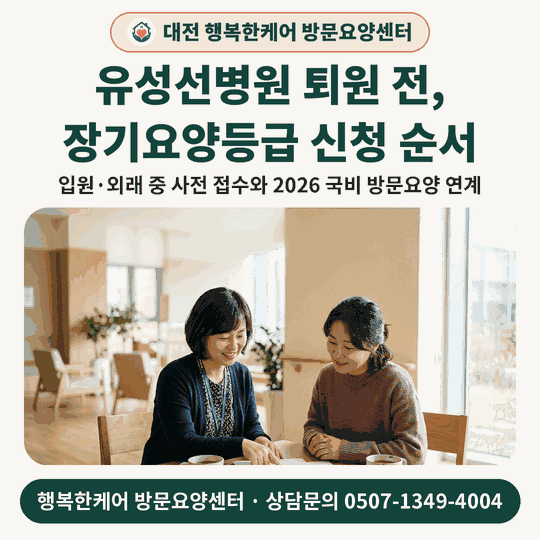 대전 행복한케어 방문요양센터
유성선병원 퇴원 전,
장기요양등급 신청 순서
입원·외래 중 사전 접수와 2026 국비 방문요양 연계
행복한케어 방문요양센터 · 상담문의 0507-1349-4004